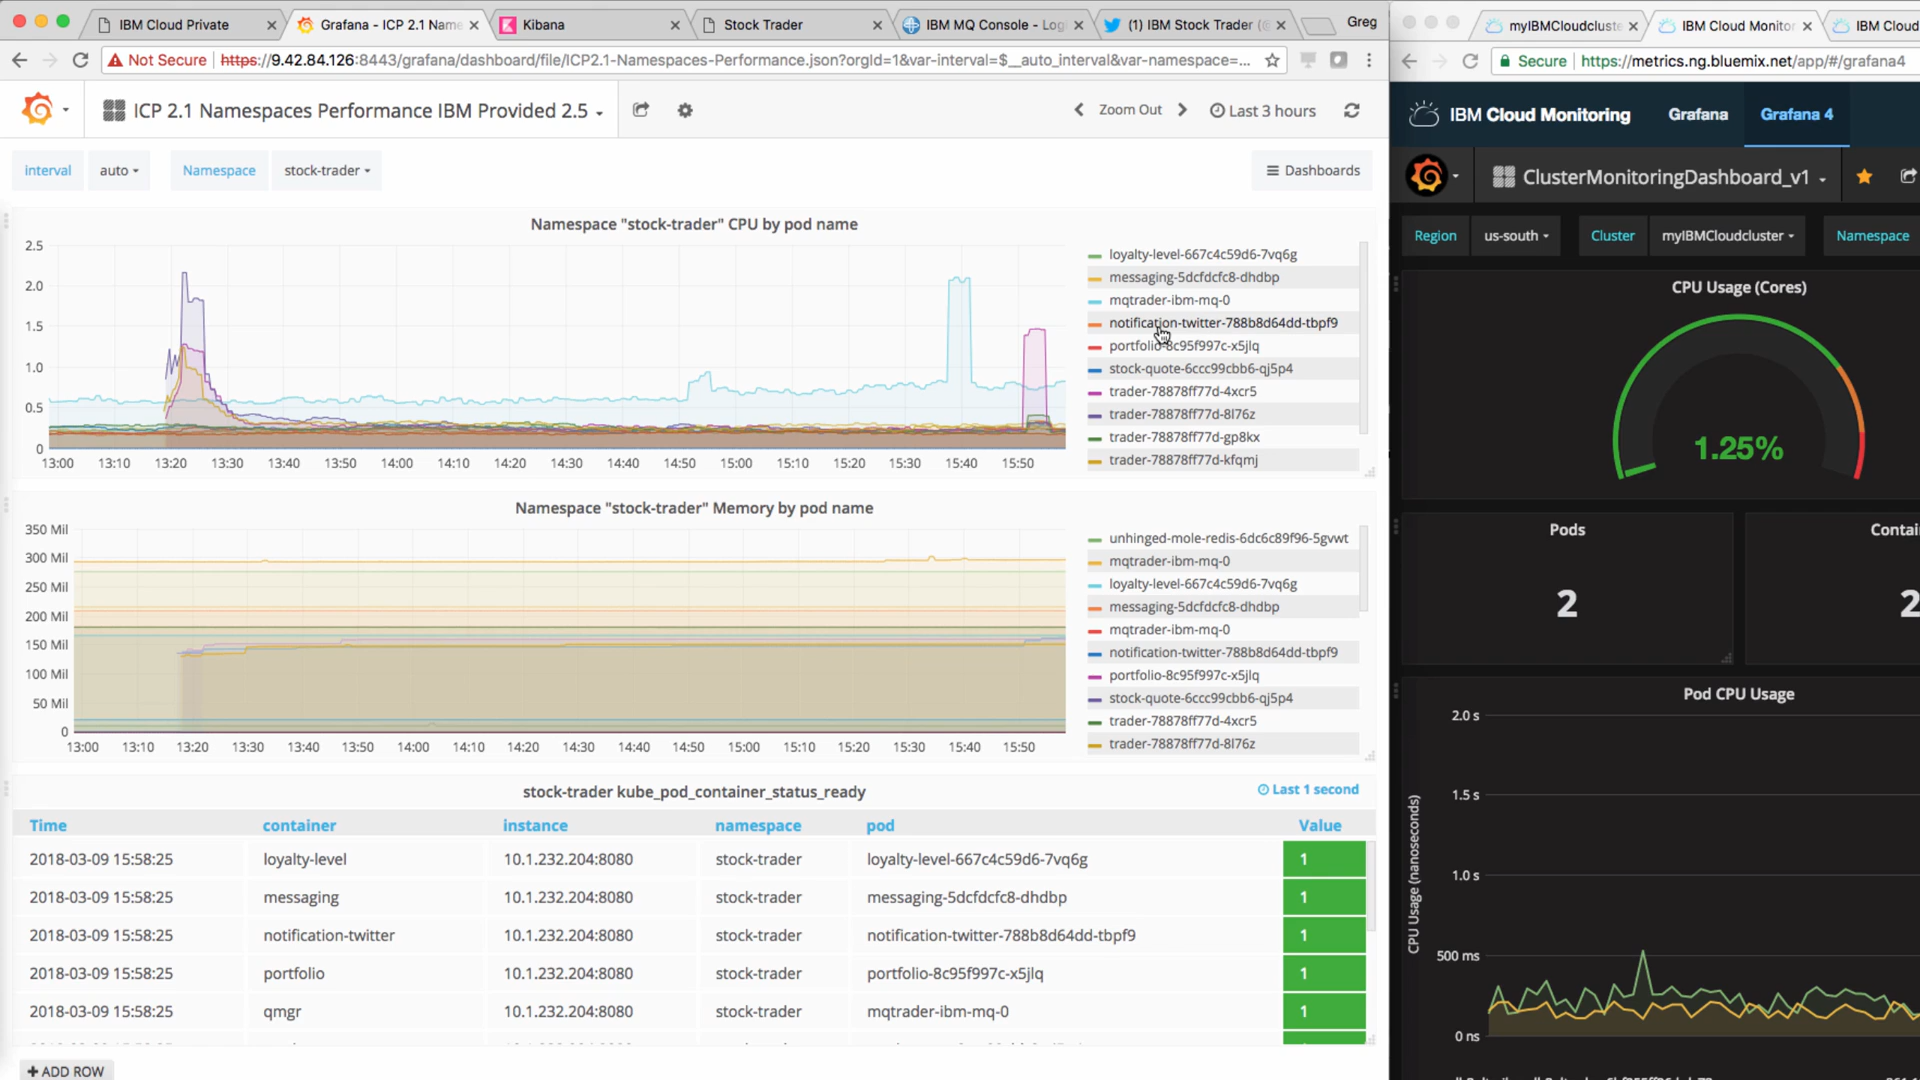 IBM Cloud Private
Grafana - ICP 2.1 Name
Kibana
Stock Trader
IBM MQ Console - Log
(1) IBM Stock Trader (@
Greg
Not Secure
https://9.42.84.126:8443/grafana/dashboard/file/ICP2.1-Namespaces-Performance.json?orgId=1&var-interval=$__auto_interval&var-namespace=...
ICP 2.1 Namespaces Performance IBM Provided 2.5
Zoom Out
Last 3 hours
interval
auto
Namespace
stock-trader
Dashboards
Namespace "stock-trader" CPU by pod name
2.5
2.0
1.5
1.0
0.5
0
13:00 13:10 13:20 13:30 13:40 13:50 14:00 14:10 14:20 14:30 14:40 14:50 15:00 15:10 15:20 15:30 15:40 15:50
loyalty-level-667c4c59d6-7vq6g
messaging-5dcfdcfc8-dhdbp
mqtrader-ibm-mq-0
notification-twitter-788b8d64dd-tbpf9
portfolio-8c95f997c-x5jlq
stock-quote-6ccc99cbb6-qj5p4
trader-78878ff77d-4xcr5
trader-78878ff77d-8l76z
trader-78878ff77d-gp8kx
trader-78878ff77d-kfqmj
Namespace "stock-trader" Memory by pod name
350 Mil
300 Mil
250 Mil
200 Mil
150 Mil
100 Mil
50 Mil
0
13:00 13:10 13:20 13:30 13:40 13:50 14:00 14:10 14:20 14:30 14:40 14:50 15:00 15:10 15:20 15:30 15:40 15:50
unhinged-mole-redis-6dc6c89f96-5gvwt
mqtrader-ibm-mq-0
loyalty-level-667c4c59d6-7vq6g
messaging-5dcfdcfc8-dhdbp
mqtrader-ibm-mq-0
notification-twitter-788b8d64dd-tbpf9
portfolio-8c95f997c-x5jlq
stock-quote-6ccc99cbb6-qj5p4
trader-78878ff77d-4xcr5
trader-78878ff77d-8l76z
stock-trader kube_pod_container_status_ready
Last 1 second
Time container instance namespace pod Value
2018-03-09 15:58:25 loyalty-level 10.1.232.204:8080 stock-trader loyalty-level-667c4c59d6-7vq6g 1
2018-03-09 15:58:25 messaging 10.1.232.204:8080 stock-trader messaging-5dcfdcfc8-dhdbp 1
2018-03-09 15:58:25 notification-twitter 10.1.232.204:8080 stock-trader notification-twitter-788b8d64dd-tbpf9 1
2018-03-09 15:58:25 portfolio 10.1.232.204:8080 stock-trader portfolio-8c95f997c-x5jlq 1
2018-03-09 15:58:25 qmgr 10.1.232.204:8080 stock-trader mqtrader-ibm-mq-0 1
+ ADD ROW
myIBMCloudcluste
IBM Cloud Monitor
IBM Cloud
Secure
https://metrics.ng.bluemix.net/app/#/grafana4
IBM Cloud Monitoring
Grafana
Grafana 4
ClusterMonitoringDashboard_v1
Region
us-south
Cluster
myIBMCloudcluster
Namespace
CPU Usage (Cores)
1.25%
Pods
2
Contai
2
Pod CPU Usage
CPU Usage (nanoseconds)
2.0 s
1.5 s
1.0 s
500 ms
0 ns